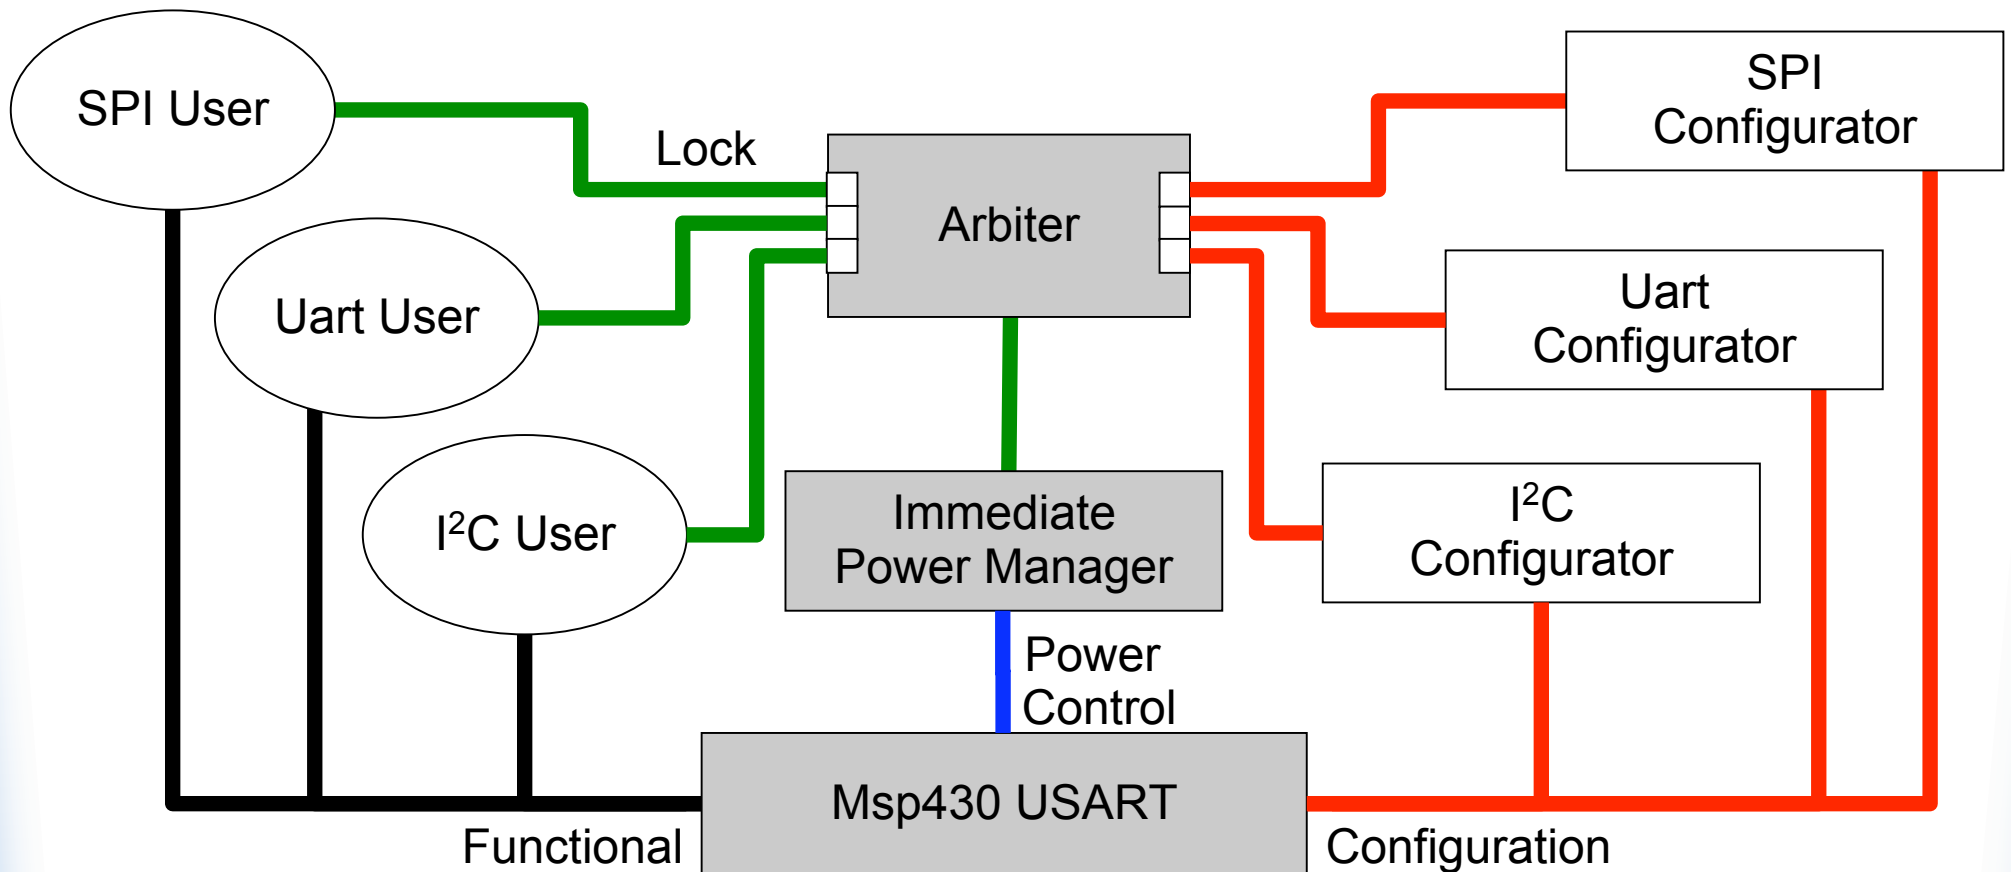 SPI User
Lock
Arbiter
SPI
Configurator
Uart User
Uart
Configurator
I²C User
Immediate
Power Manager
I²C
Configurator
Power
Control
Msp430 USART
Functional
Configuration